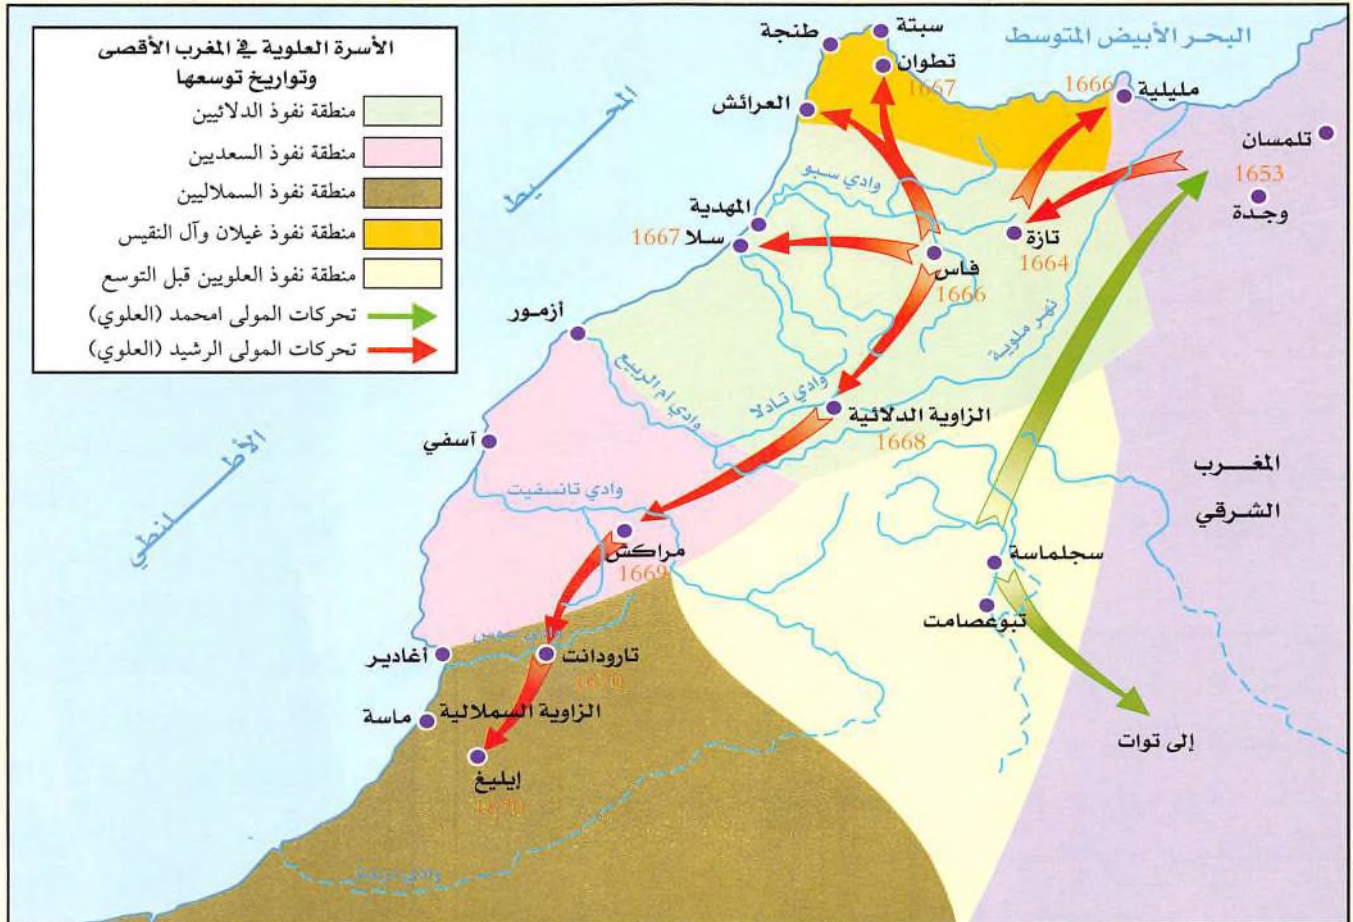 الأسرة العلوية في المغرب الأقصى
وتواريخ توسعها
منطقة نفوذ الدلائيين
منطقة نفوذ السعديين
منطقة نفوذ السملاليين
منطقة نفوذ غيلان وآل النقيس
منطقة نفوذ العلويين قبل التوسع
تحركات المولى امحمد (العلوي)
تحركات المولى الرشيد (العلوي)
البحر الأبيض المتوسط
سبتة
طنجة
تطوان
1667
مليلية
1666
العرائش
تلمسان
1653
وجدة
المحيط
وادي سبو
المهدية
سلا 1667
تازة
1664
فاس
1666
أزمور
نهر ملوية
وادي أم الربيع
وادي تادلا
الزاوية الدلائية
1668
الأطلنطي
آسفي
المغرب
الشرقي
وادي تانسفيت
مراكش
1669
سجلماسة
تبوعصامت
وادي سوس
أغادير
تارودانت
1670
الزاوية السملالية
ماسة
إلى توات
إيليغ
وادي